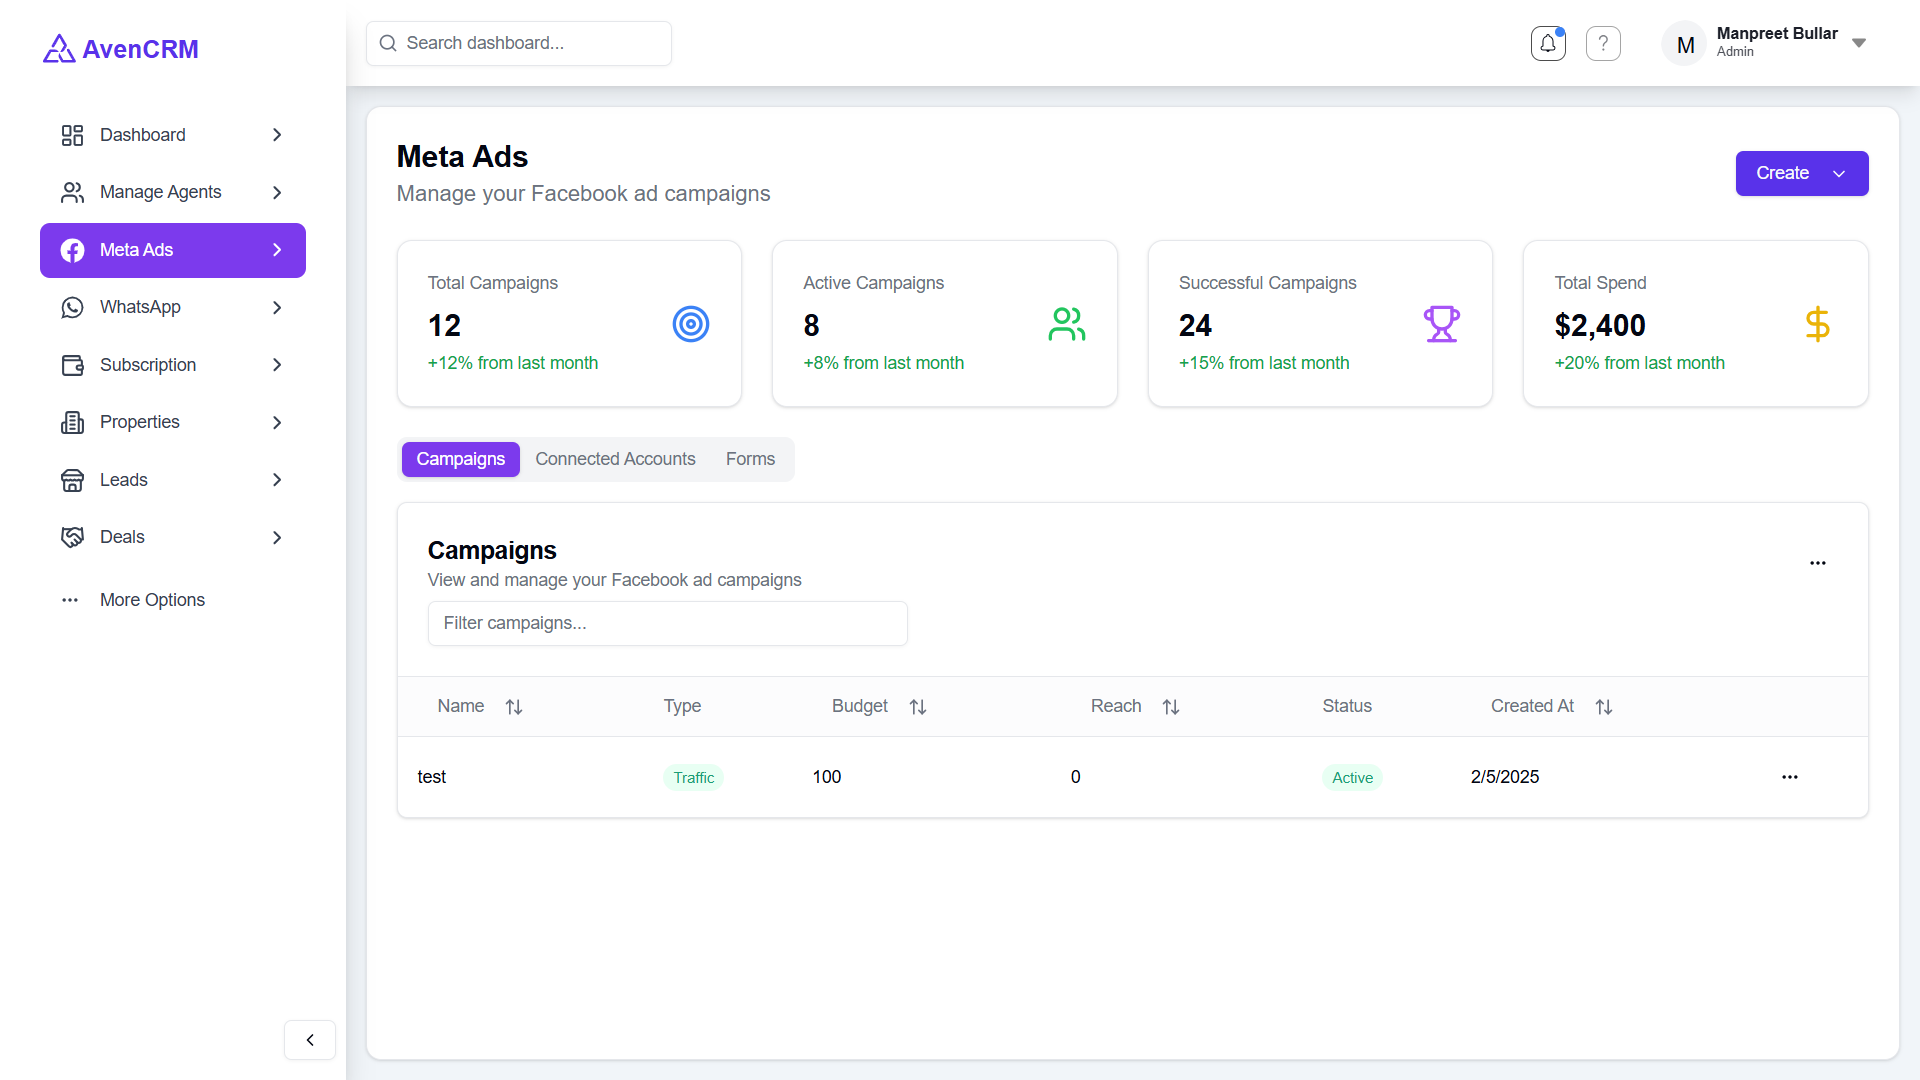 AvenCRM
Search dashboard...
?
M
Manpreet Bullar
Admin
Dashboard
Manage Agents
Meta Ads
WhatsApp
Subscription
Properties
Leads
Deals
More Options
Meta Ads
Manage your Facebook ad campaigns
Create
Total Campaigns
12
+12% from last month
Active Campaigns
8
+8% from last month
Successful Campaigns
24
+15% from last month
Total Spend
$2,400
+20% from last month
Campaigns Connected Accounts Forms
Campaigns
View and manage your Facebook ad campaigns
Filter campaigns...
Name Type Budget Reach Status Created At
test Traffic 100 0 Active 2/5/2025